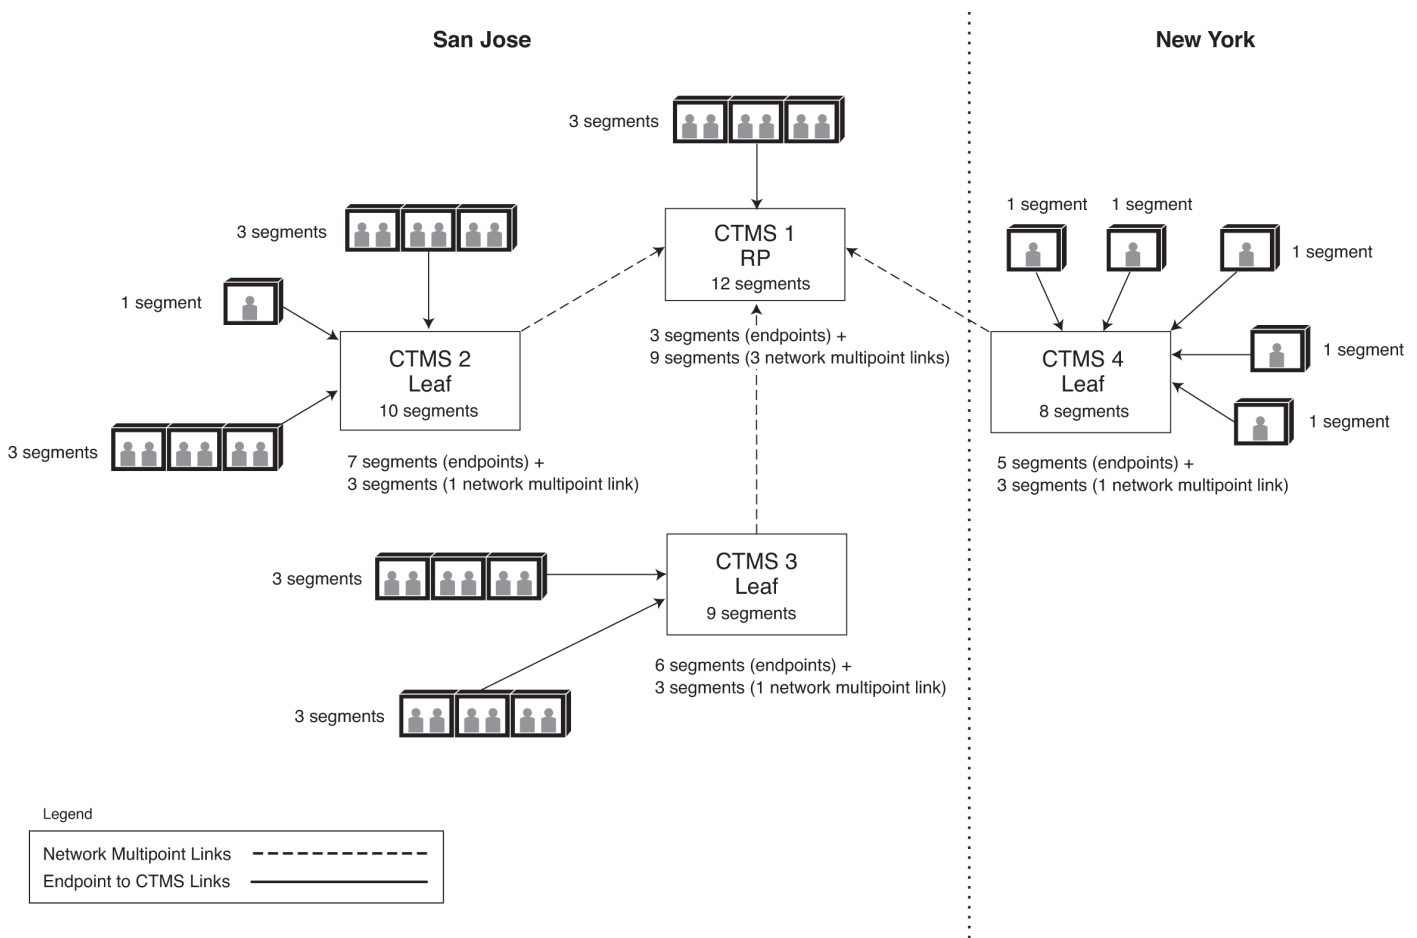 San Jose
New York
3 segments
CTMS 1
RP
12 segments
3 segments (endpoints) +
9 segments (3 network multipoint links)
3 segments
1 segment
3 segments
CTMS 2
Leaf
10 segments
7 segments (endpoints) +
3 segments (1 network multipoint link)
3 segments
3 segments
CTMS 3
Leaf
9 segments
6 segments (endpoints) +
3 segments (1 network multipoint link)
1 segment
1 segment
1 segment
1 segment
1 segment
CTMS 4
Leaf
8 segments
5 segments (endpoints) +
3 segments (1 network multipoint link)
Legend
Network Multipoint Links
Endpoint to CTMS Links